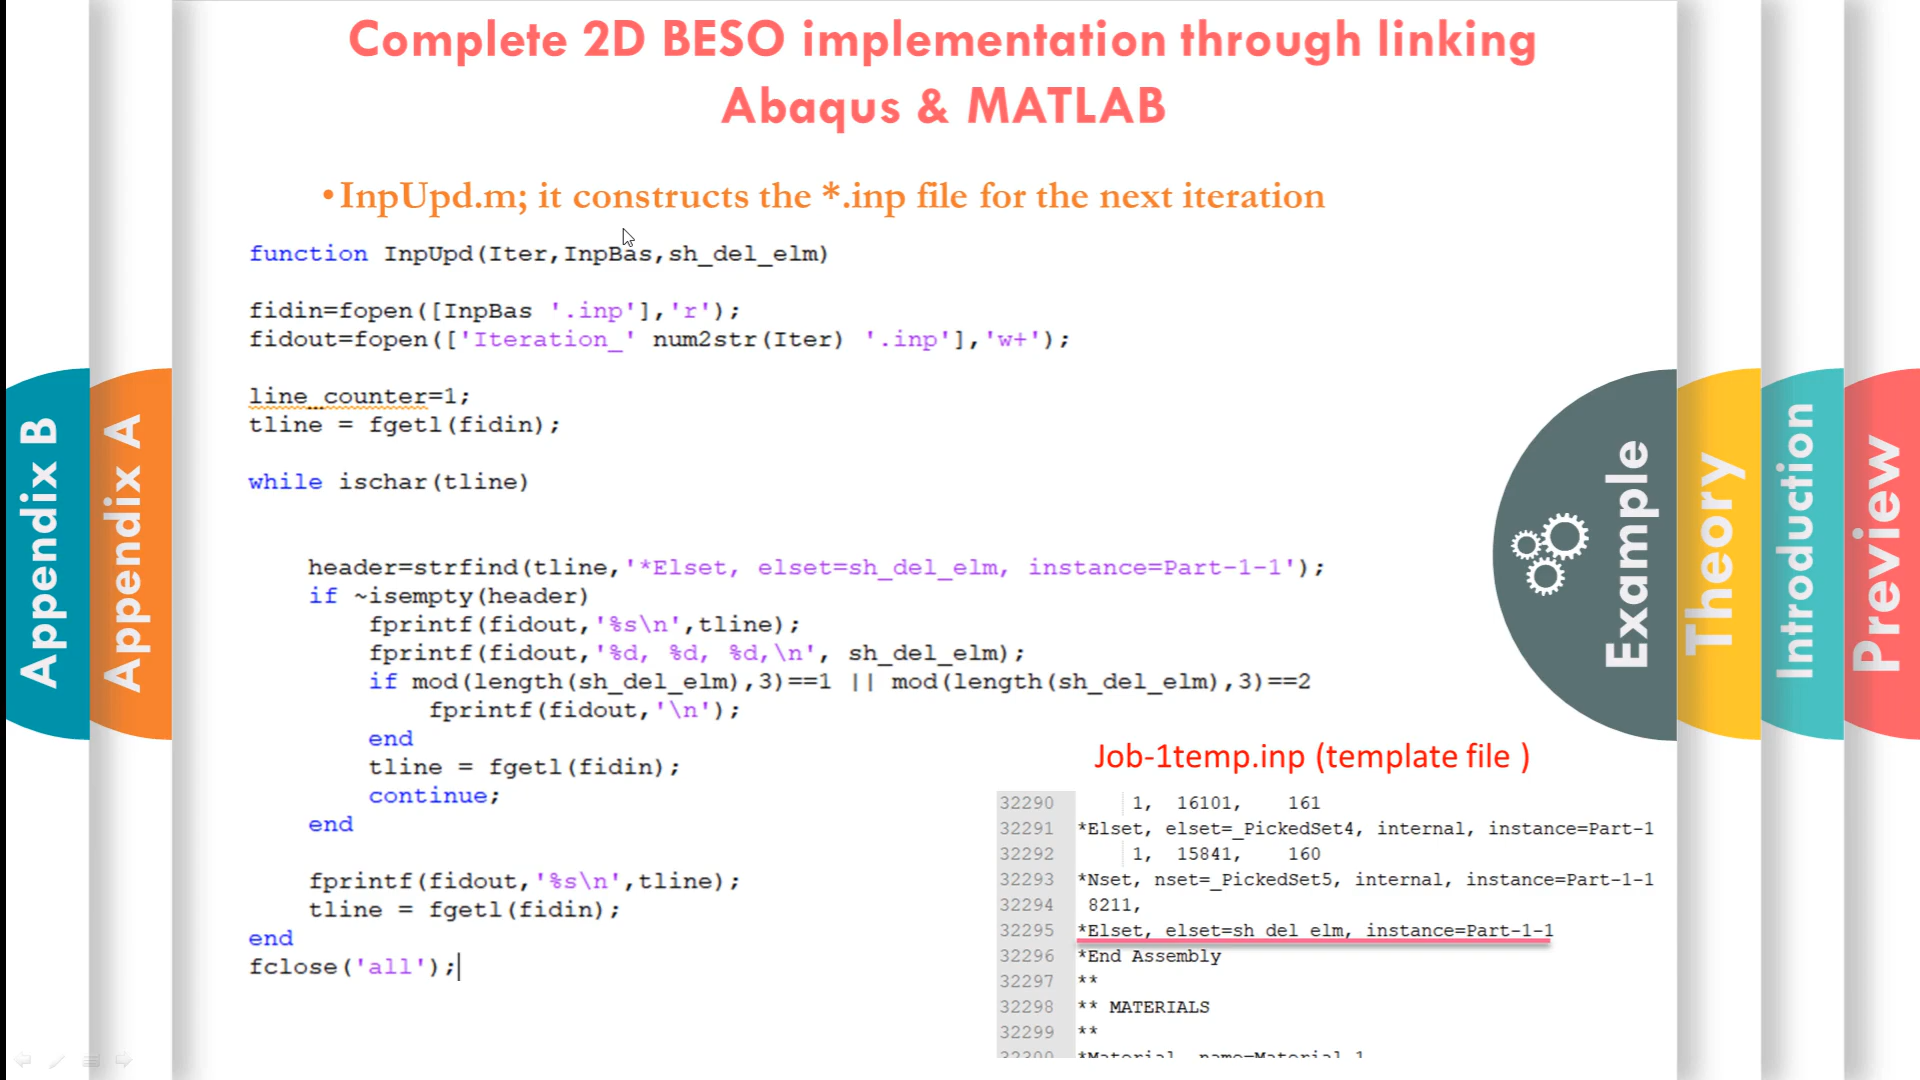 Complete 2D BESO implementation through linking
Abaqus & MATLAB
•InpUpd.m; it constructs the *.inp file for the next iteration
function InpUpd(Iter,InpBas,sh_del_elm)
fidin=fopen([InpBas '.inp'],'r');
fidout=fopen(['Iteration_' num2str(Iter) '.inp'],'w+');
line_counter=1;
tline = fgetl(fidin);
while ischar(tline)
header=strfind(tline,'*Elset, elset=sh_del_elm, instance=Part-1-1');
if ~isempty(header)
fprintf(fidout,'%s\n',tline);
fprintf(fidout,'%d, %d, %d,\n', sh_del_elm);
if mod(length(sh_del_elm),3)==1 || mod(length(sh_del_elm),3)==2
fprintf(fidout,'\n');
end
tline = fgetl(fidin);
continue;
end
fprintf(fidout,'%s\n',tline);
tline = fgetl(fidin);
end
fclose('all');
Job-1temp.inp (template file )
32290 1, 16101, 161
32291 *Elset, elset=_PickedSet4, internal, instance=Part-1
32292 1, 15841, 160
32293 *Nset, nset=_PickedSet5, internal, instance=Part-1-1
32294 8211,
32295 *Elset, elset=sh_del_elm, instance=Part-1-1
32296 *End Assembly
32297 **
32298 ** MATERIALS
32299 **
32300 *Material, name=Material-1
Appendix B
Appendix A
Example
Theory
Introduction
Preview